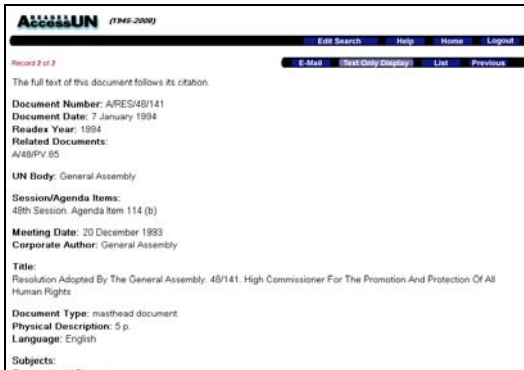 READEX
AccessUN (1945-2008)
Edit Search Help Home Logout
Record 2 of 2
E-Mail Text Only Display List Previous
The full text of this document follows its citation.
Document Number: A/RES/48/141
Document Date: 7 January 1994
Readex Year: 1994
Related Documents:
A/48/PV.85
UN Body: General Assembly
Session/Agenda Items:
48th Session. Agenda Item 114 (b)
Meeting Date: 20 December 1993
Corporate Author: General Assembly
Title:
Resolution Adopted By The General Assembly. 48/141. High Commissioner For The Promotion And Protection Of All
Human Rights
Document Type: masthead document
Physical Description: 5 p.
Language: English
Subjects: